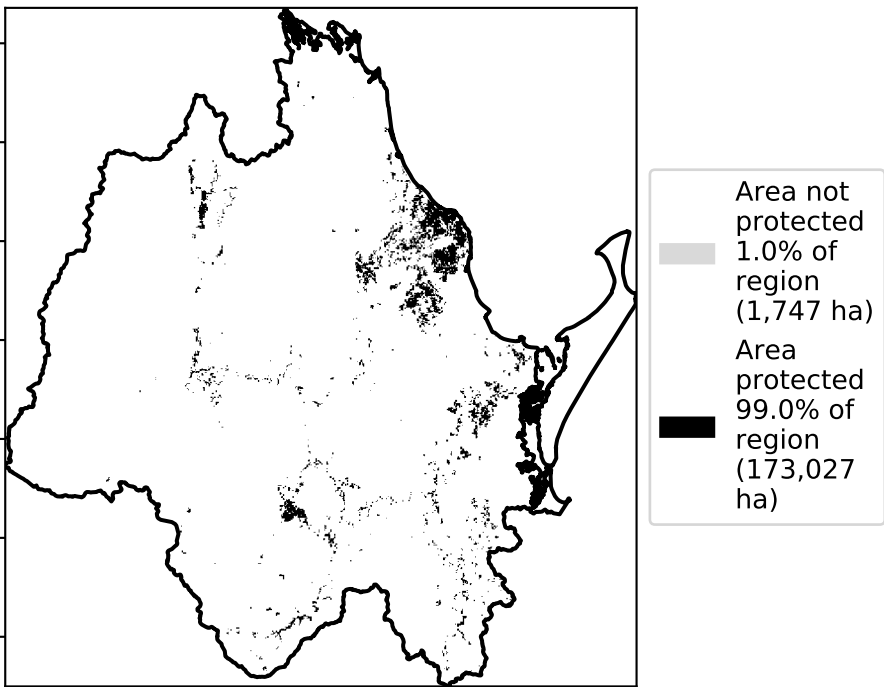 Area not
protected
1.0% of
region
(1,747 ha)
Area
protected
99.0% of
region
(173,027
ha)